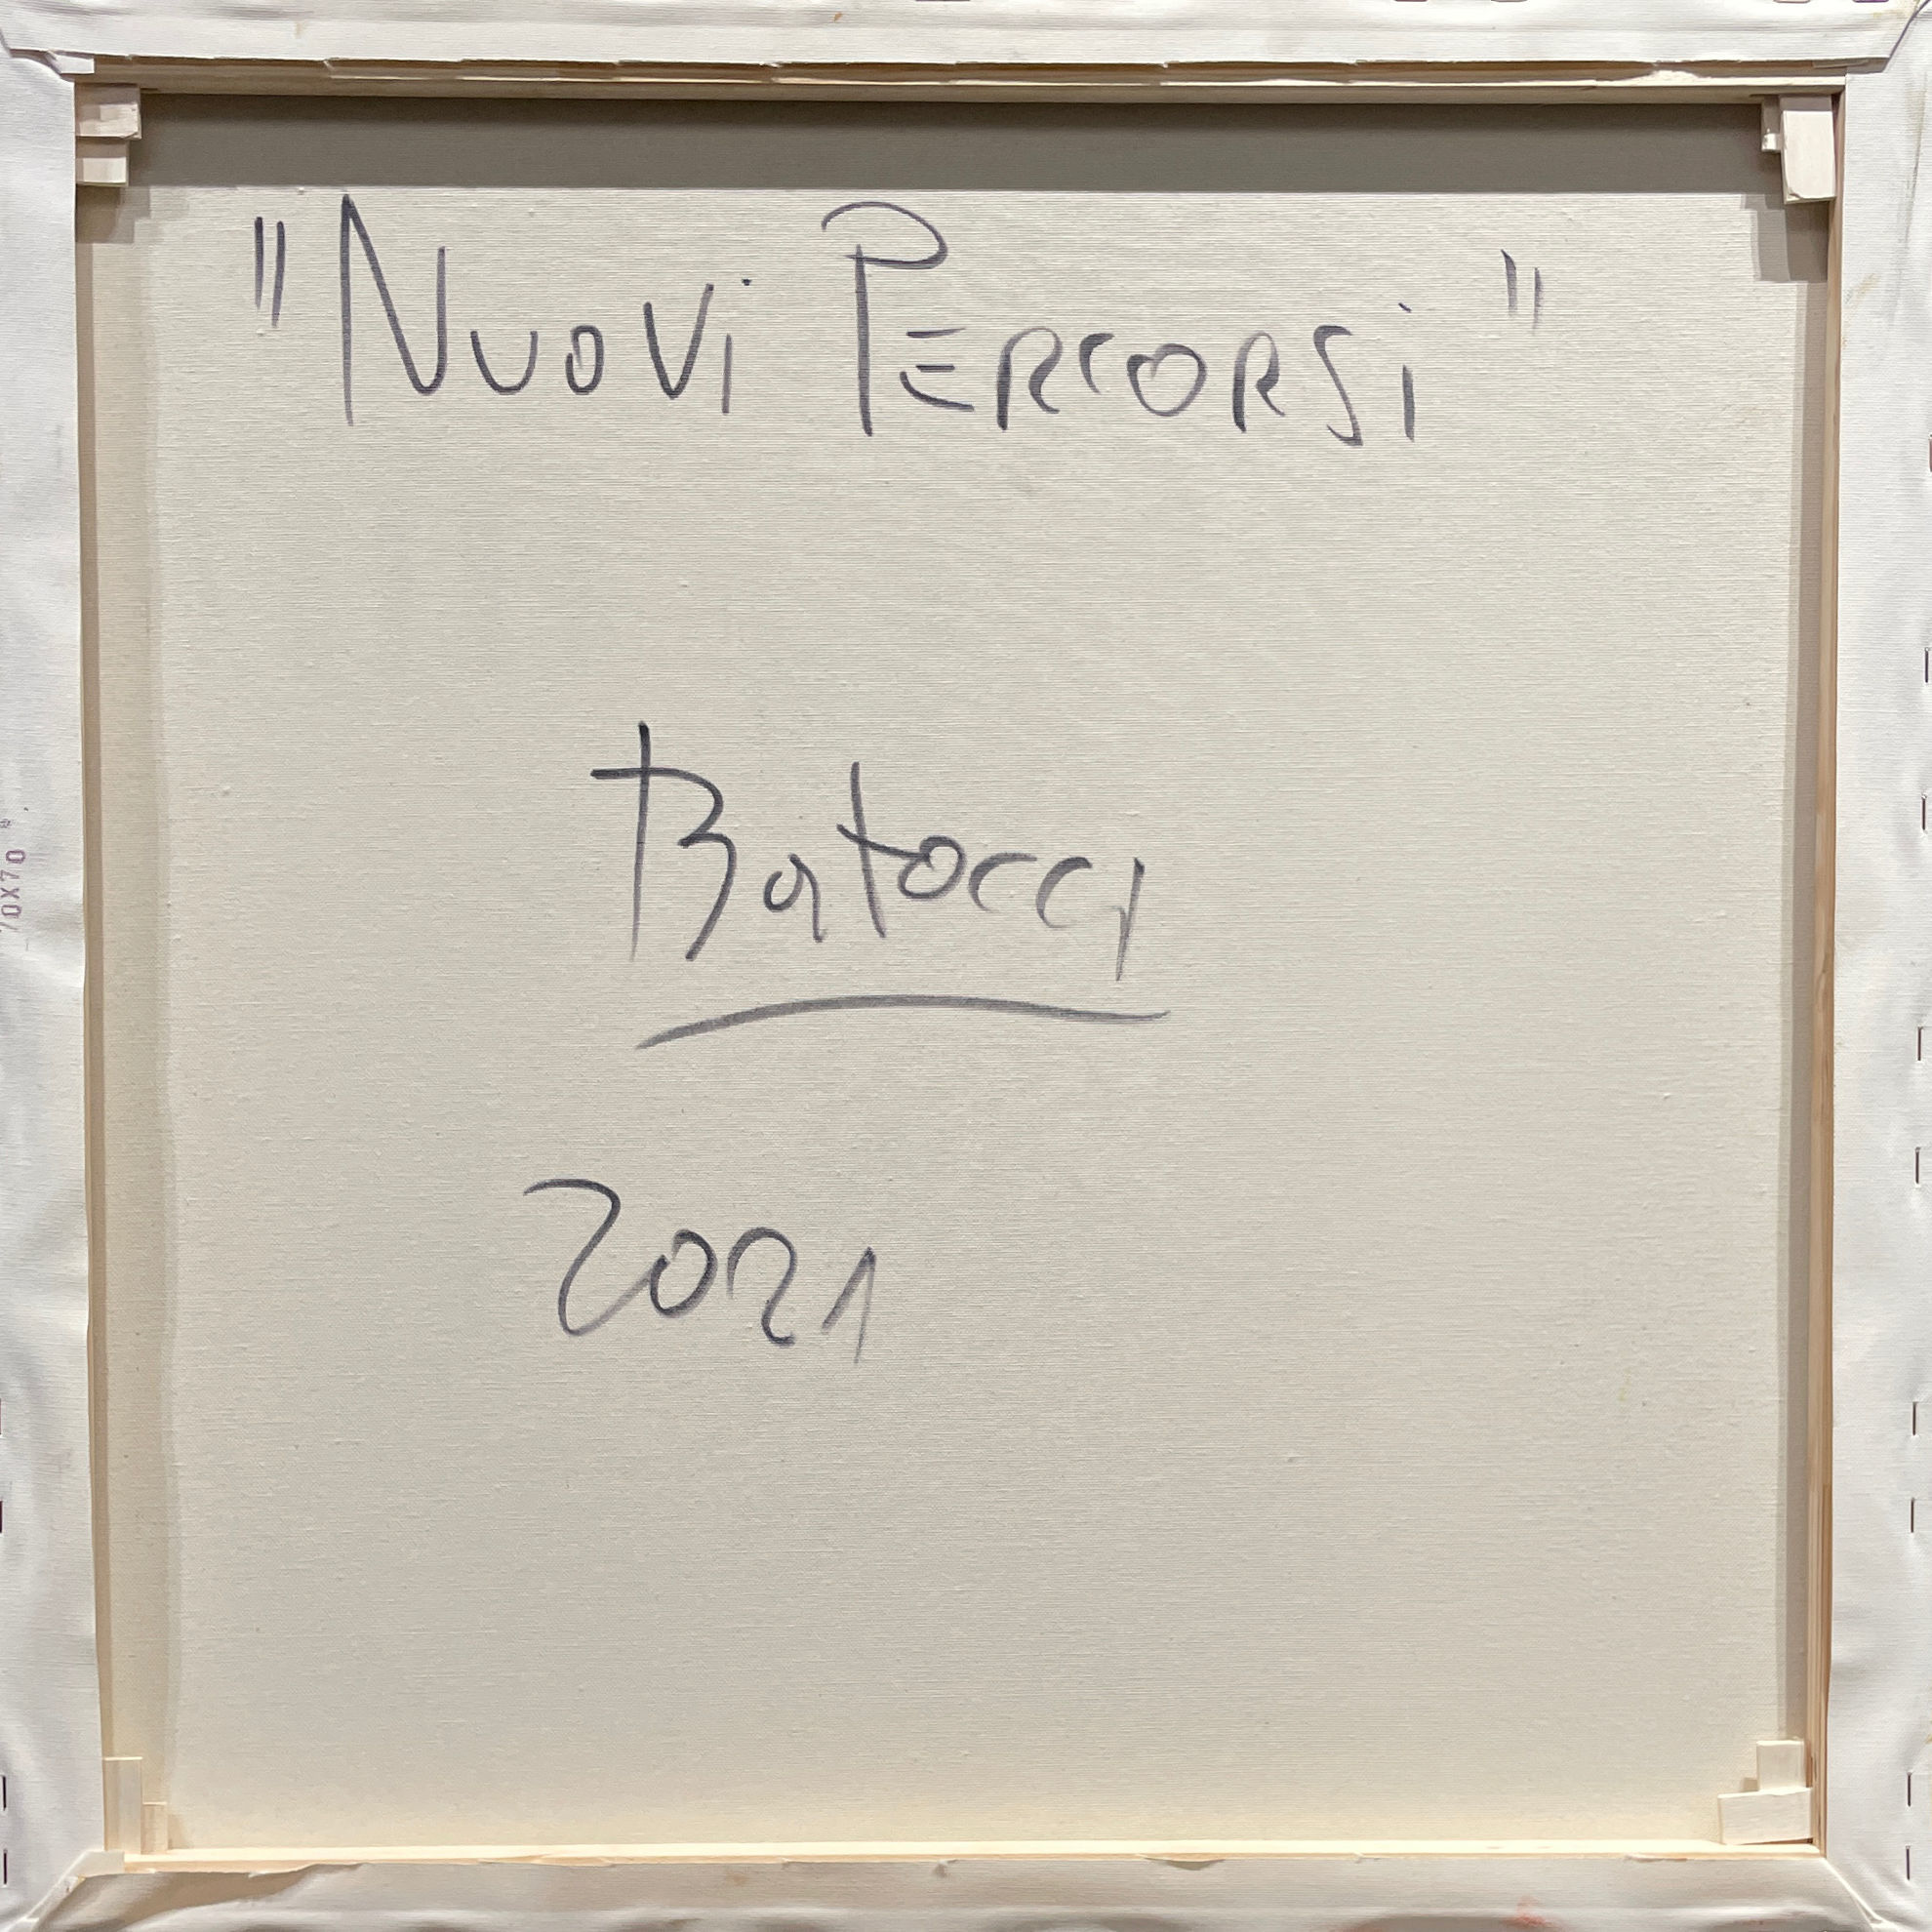 "NUOVi PERCORSi"
Batocci
2021
70X70